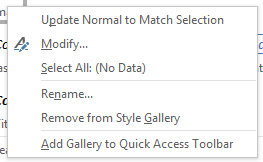 Update Normal to Match Selection
Modify...
Select All: (No Data)
Rename...
Remove from Style Gallery
Add Gallery to Quick Access Toolbar